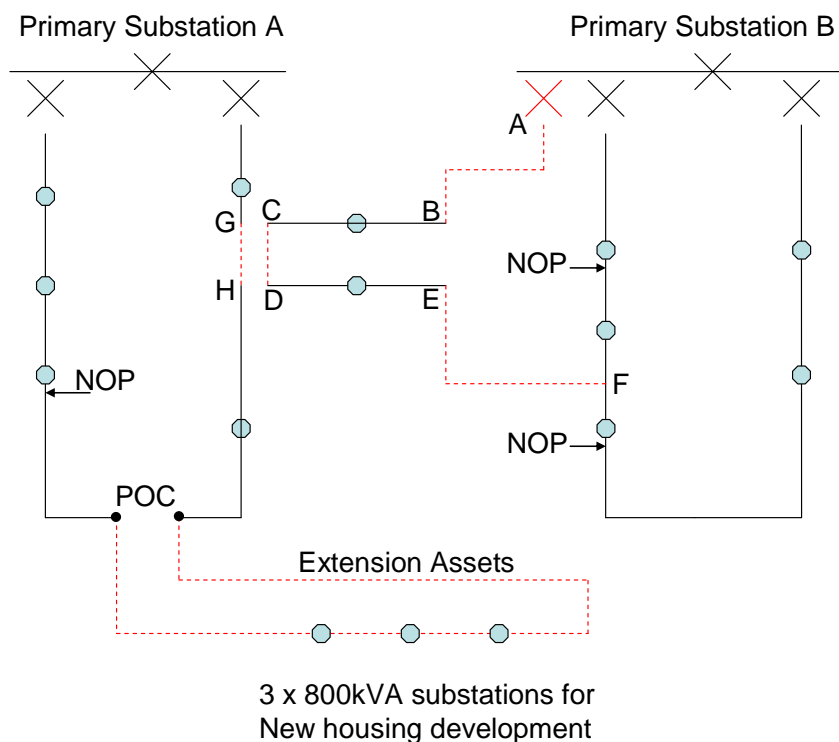 Primary Substation A
Primary Substation B
A
G
C
B
NOP
H
D
E
NOP
F
NOP
POC
Extension Assets
3 x 800kVA substations for
New housing development